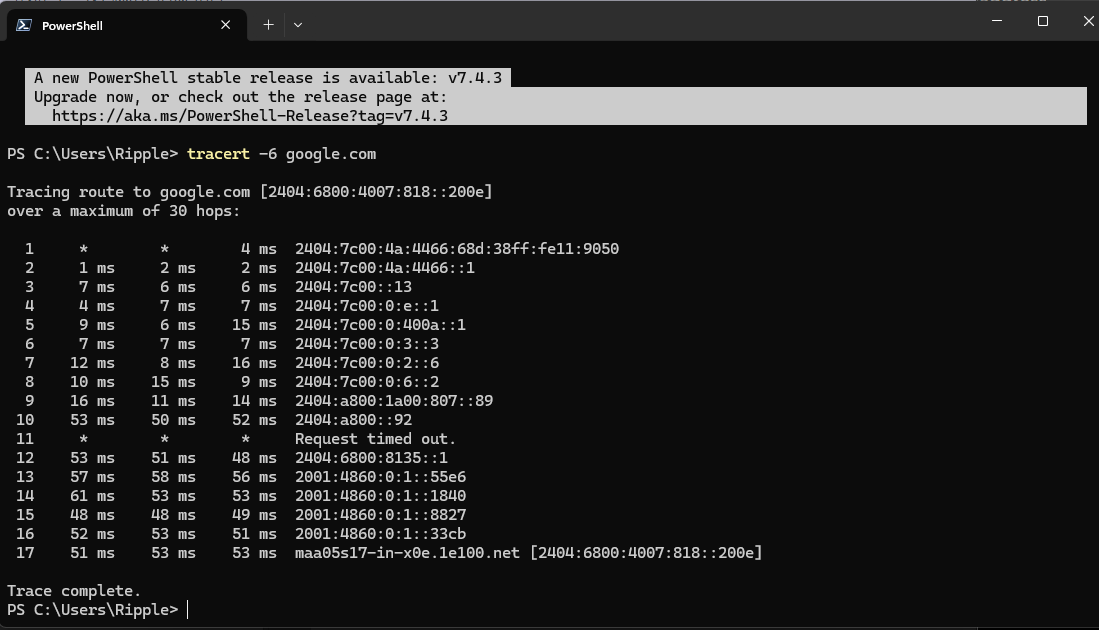 PowerShell
A new PowerShell stable release is available: v7.4.3
Upgrade now, or check out the release page at:
https://aka.ms/PowerShell-Release?tag=v7.4.3
PS C:\Users\Ripple> tracert -6 google.com
Tracing route to google.com [2404:6800:4007:818::200e]
over a maximum of 30 hops:
1 * * 4 ms 2404:7c00:4a:4466:68d:38ff:fe11:9050
2 1 ms 2 ms 2 ms 2404:7c00:4a:4466::1
3 7 ms 6 ms 6 ms 2404:7c00::13
4 4 ms 7 ms 7 ms 2404:7c00:0:e::1
5 9 ms 6 ms 15 ms 2404:7c00:0:400a::1
6 7 ms 7 ms 7 ms 2404:7c00:0:3::3
7 12 ms 8 ms 16 ms 2404:7c00:0:2::6
8 10 ms 15 ms 9 ms 2404:7c00:0:6::2
9 16 ms 11 ms 14 ms 2404:a800:1a00:807::89
10 53 ms 50 ms 52 ms 2404:a800::92
11 * * * Request timed out.
12 53 ms 51 ms 48 ms 2404:6800:8135::1
13 57 ms 58 ms 56 ms 2001:4860:0:1::55e6
14 61 ms 53 ms 53 ms 2001:4860:0:1::1840
15 48 ms 48 ms 49 ms 2001:4860:0:1::8827
16 52 ms 53 ms 51 ms 2001:4860:0:1::33cb
17 51 ms 53 ms 53 ms maa05s17-in-x0e.1e100.net [2404:6800:4007:818::200e]
Trace complete.
PS C:\Users\Ripple>